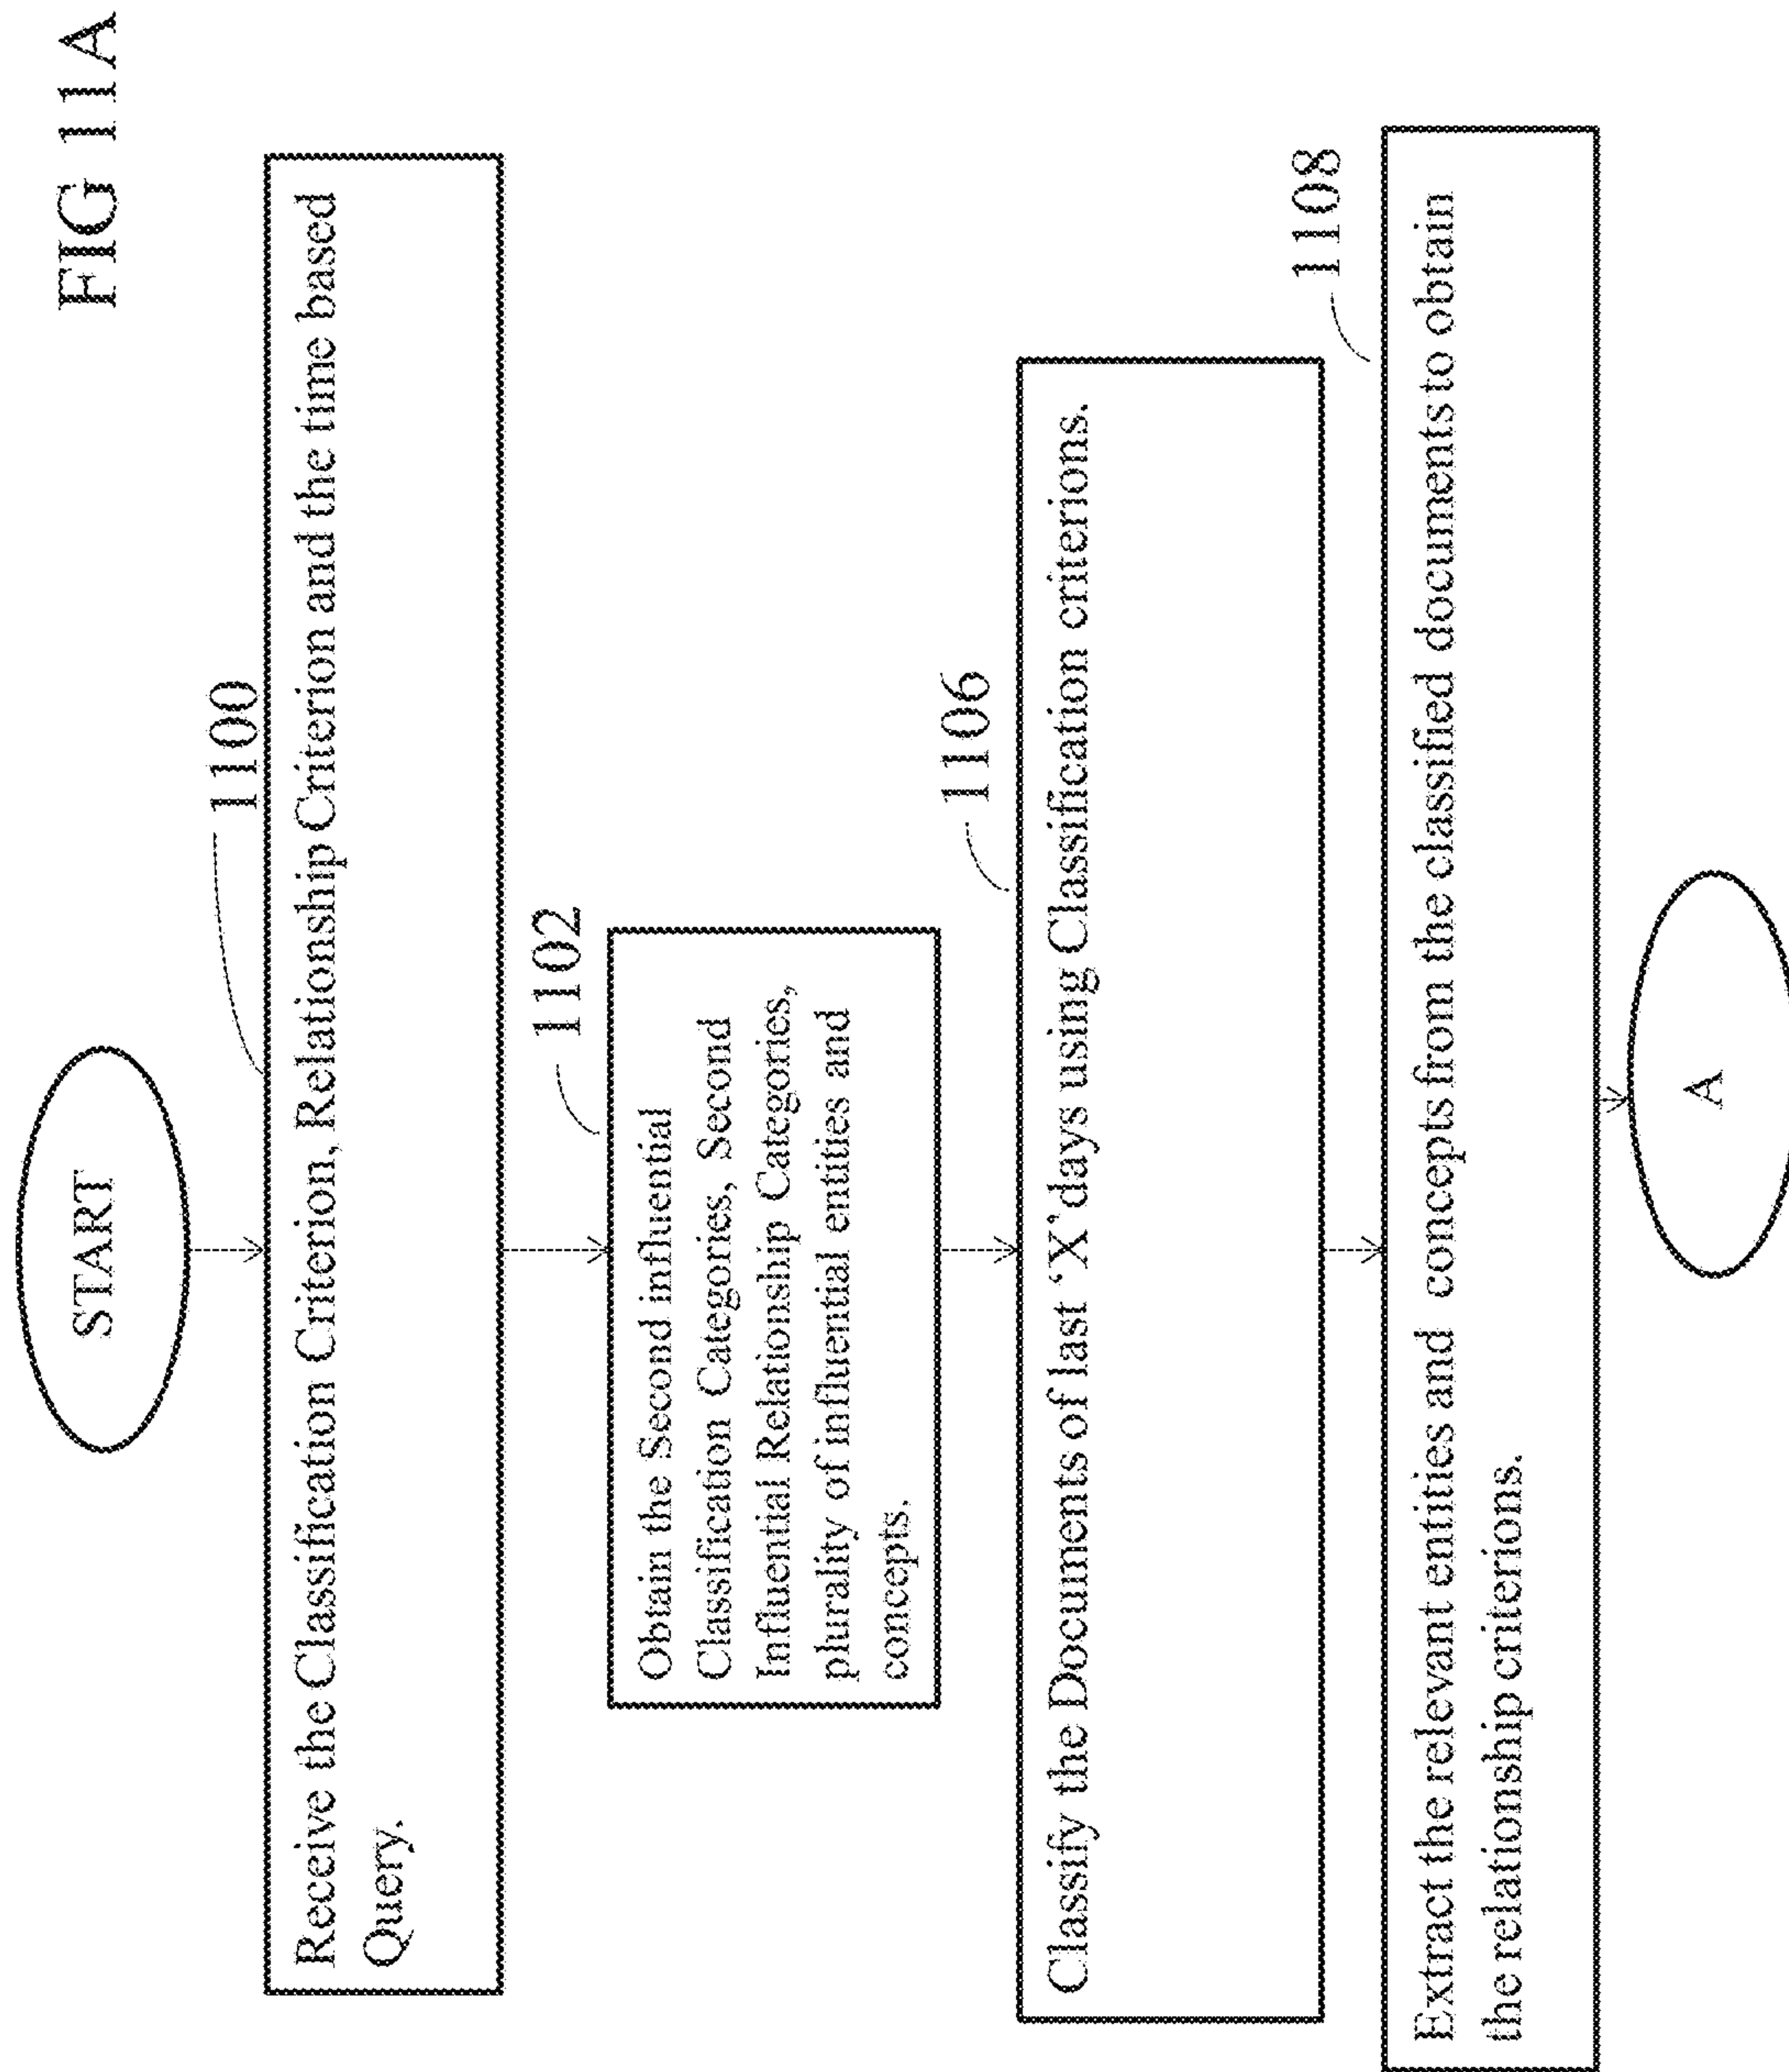 FIG 11A
START
1100
Receive the Classification Criterion, Relationship Criterion and the time based
Query.
1102
Obtain the Second influential
Classification Categories, Second
Influential Relationship Categories,
plurality of influential entities and
concepts.
1106
Classify the Documents of last ‘X’days using Classification criterions.
1108
Extract the relevant entities and concepts from the classified documents to obtain
the relationship criterions.
A